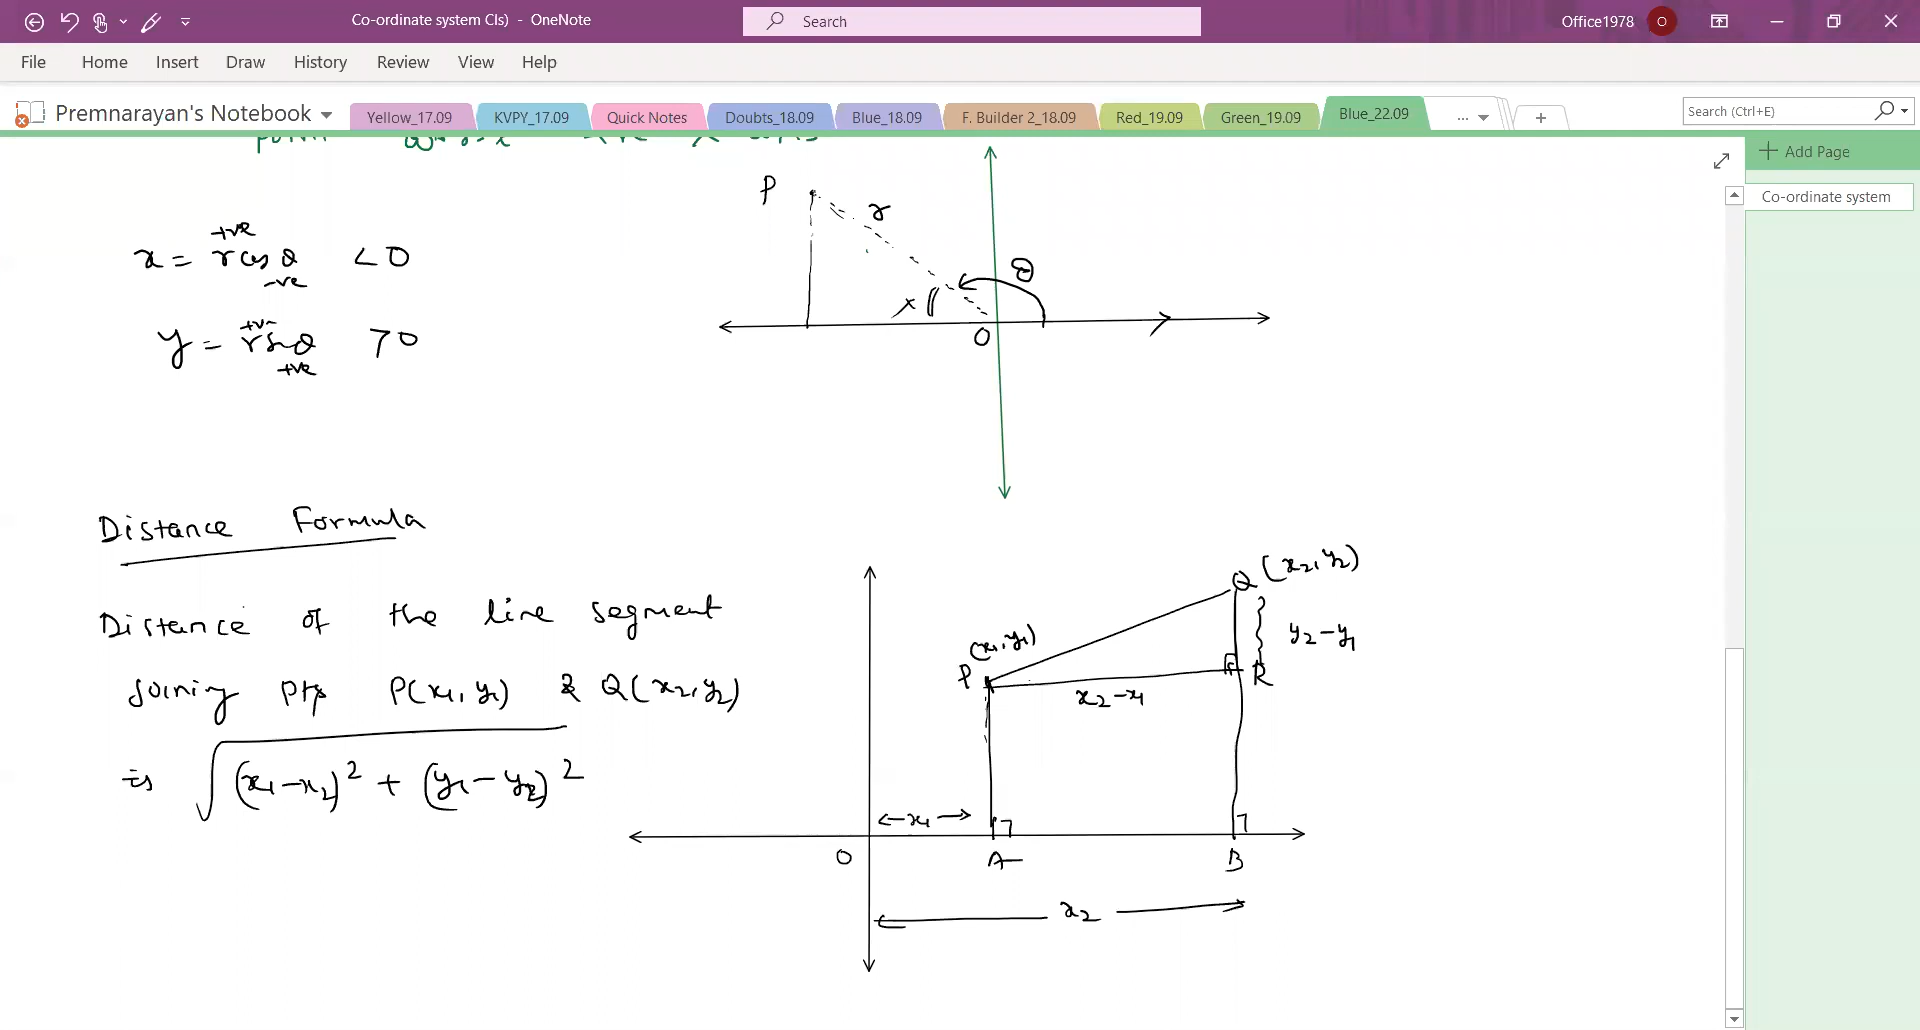 Co-ordinate system Cls) - OneNote
Search
Office1978
O
File Home Insert Draw History Review View Help
Premnarayan's Notebook
Yellow_17.09 KVPY_17.09 Quick Notes Doubts_18.09 Blue_18.09 F. Builder 2_18.09 Red_19.09 Green_19.09 Blue_22.09 ... +
Search (Ctrl+E)
Add Page
Co-ordinate system
P
r
θ
O
+ve
x = r cos θ < 0
-ve
+ve
y = r sin θ > 0
+ve
Distance Formula
Distance of the line segment
joining pts P(x₁, y₁) & Q(x₂, y₂)
is √(x₁-x₂)² + (y₁-y₂)²
Q (x₂, y₂)
(x₁, y₁)
y₂-y₁
P
R
x₂-x₁
x₁
O A B
x₂